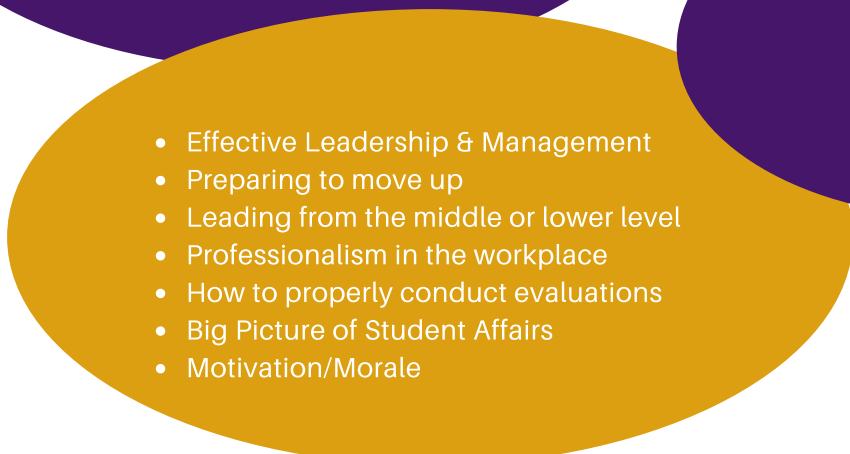 • Effective Leadership & Management
• Preparing to move up
• Leading from the middle or lower level
• Professionalism in the workplace
• How to properly conduct evaluations
• Big Picture of Student Affairs
• Motivation/Morale